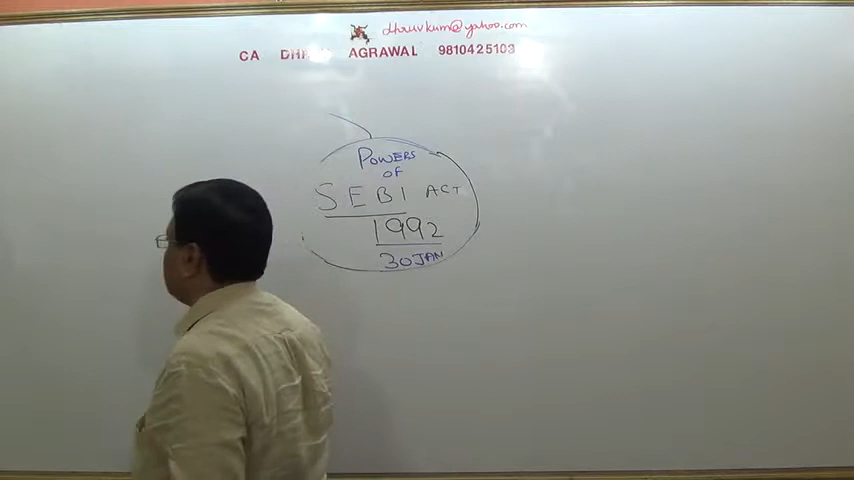 dhruvkum@yahoo.com
CA AGRAWAL 9810425103
POWERS
OF
SEBI ACT
1992
30 JAN